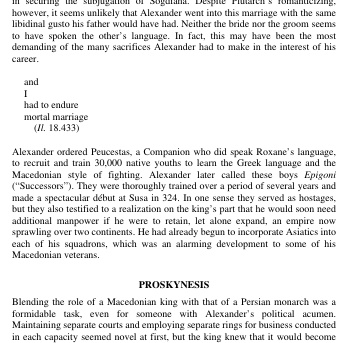 in securing the subjugation of Sogdiana. Despite Plutarch's romanticizing,
however, it seems unlikely that Alexander went into this marriage with the same
libidinal gusto his father would have had. Neither the bride nor the groom seems
to have spoken the other's language. In fact, this may have been the most
demanding of the many sacrifices Alexander had to make in the interest of his
career.
and
I
had to endure
mortal marriage
(Il. 18.433)
Alexander ordered Peucestas, a Companion who did speak Roxane's language,
to recruit and train 30,000 native youths to learn the Greek language and the
Macedonian style of fighting. Alexander later called these boys Epigoni
("Successors"). They were thoroughly trained over a period of several years and
made a spectacular début at Susa in 324. In one sense they served as hostages,
but they also testified to a realization on the king's part that he would soon need
additional manpower if he were to retain, let alone expand, an empire now
sprawling over two continents. He had already begun to incorporate Asiatics into
each of his squadrons, which was an alarming development to some of his
Macedonian veterans.
PROSKYNESIS
Blending the role of a Macedonian king with that of a Persian monarch was a
formidable task, even for someone with Alexander's political acumen.
Maintaining separate courts and employing separate rings for business conducted
in each capacity seemed novel at first, but the king knew that it would become